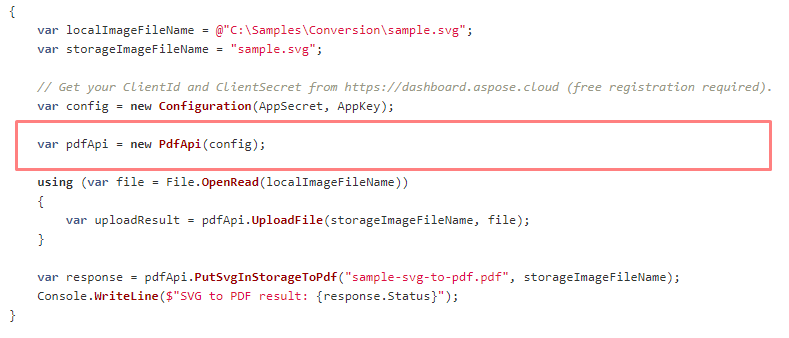 {
var localImageFileName = @"C:\Samples\Conversion\sample.svg";
var storageImageFileName = "sample.svg";
// Get your ClientId and ClientSecret from https://dashboard.aspose.cloud (free registration required).
var config = new Configuration(AppSecret, AppKey);
var pdfApi = new PdfApi(config);
using (var file = File.OpenRead(localImageFileName))
{
var uploadResult = pdfApi.UploadFile(storageImageFileName, file);
}
var response = pdfApi.PutSvgInStorageToPdf("sample-svg-to-pdf.pdf", storageImageFileName);
Console.WriteLine($"SVG to PDF result: {response.Status}");
}